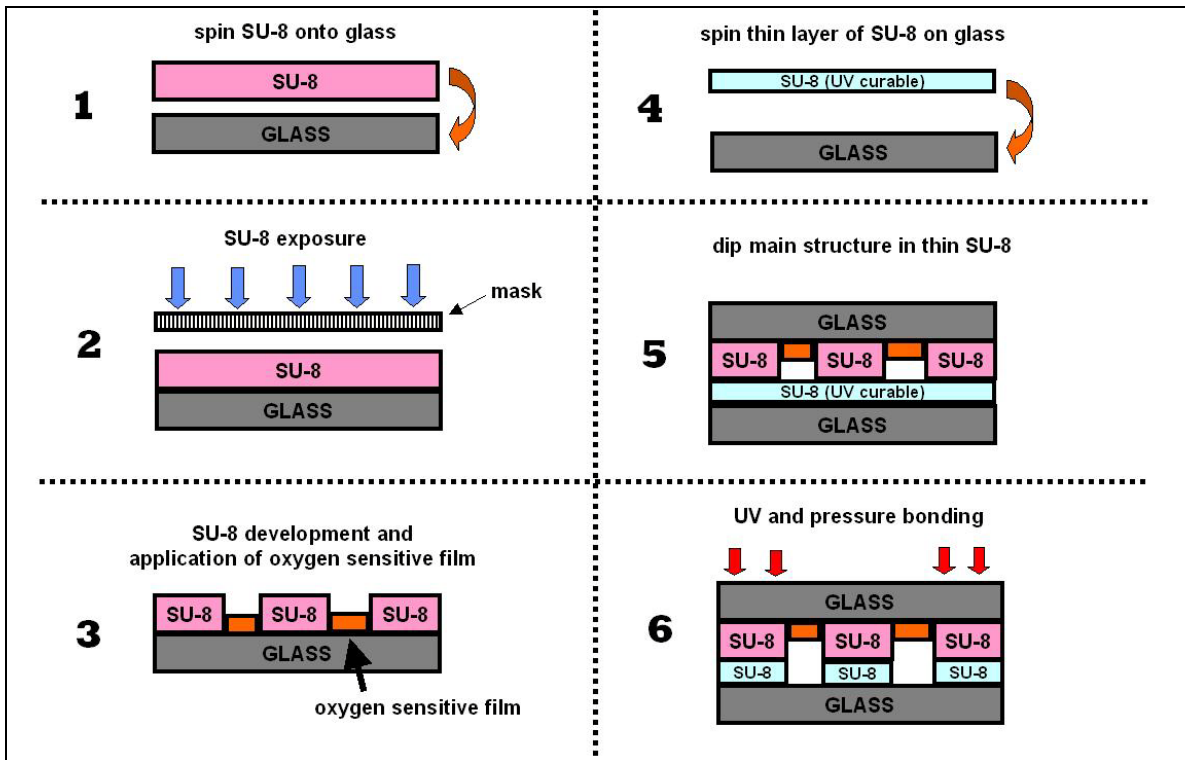 spin SU-8 onto glass
1
SU-8
GLASS
SU-8 exposure
mask
2
SU-8
GLASS
SU-8 development and
application of oxygen sensitive film
3
SU-8 SU-8 SU-8
GLASS
oxygen sensitive film
spin thin layer of SU-8 on glass
4
SU-8 (UV curable)
GLASS
dip main structure in thin SU-8
5
GLASS
SU-8 SU-8 SU-8
SU-8 (UV curable)
GLASS
UV and pressure bonding
6
GLASS
SU-8 SU-8 SU-8
SU-8 SU-8 SU-8
GLASS